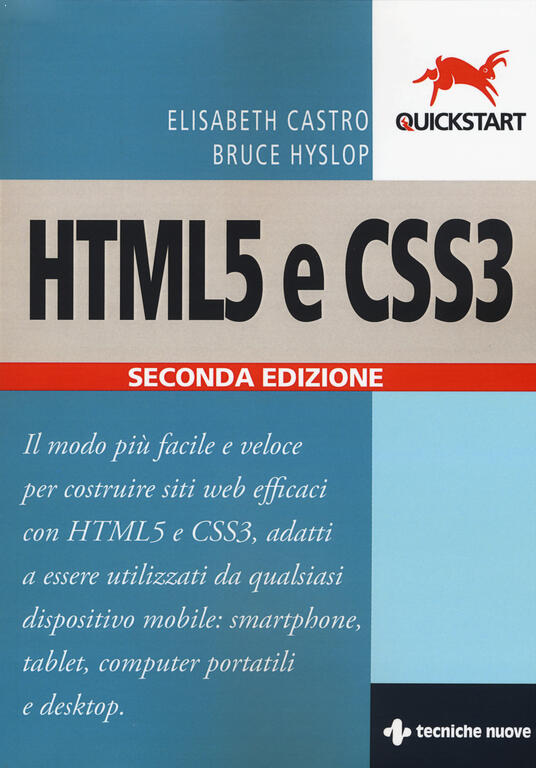 ELISABETH CASTRO
BRUCE HYSLOP
QUICKSTART
HTML5 e CSS3
SECONDA EDIZIONE
Il modo più facile e veloce
per costruire siti web efficaci
con HTML5 e CSS3, adatti
a essere utilizzati da qualsiasi
dispositivo mobile: smartphone,
tablet, computer portatili
e desktop.
tecniche nuove